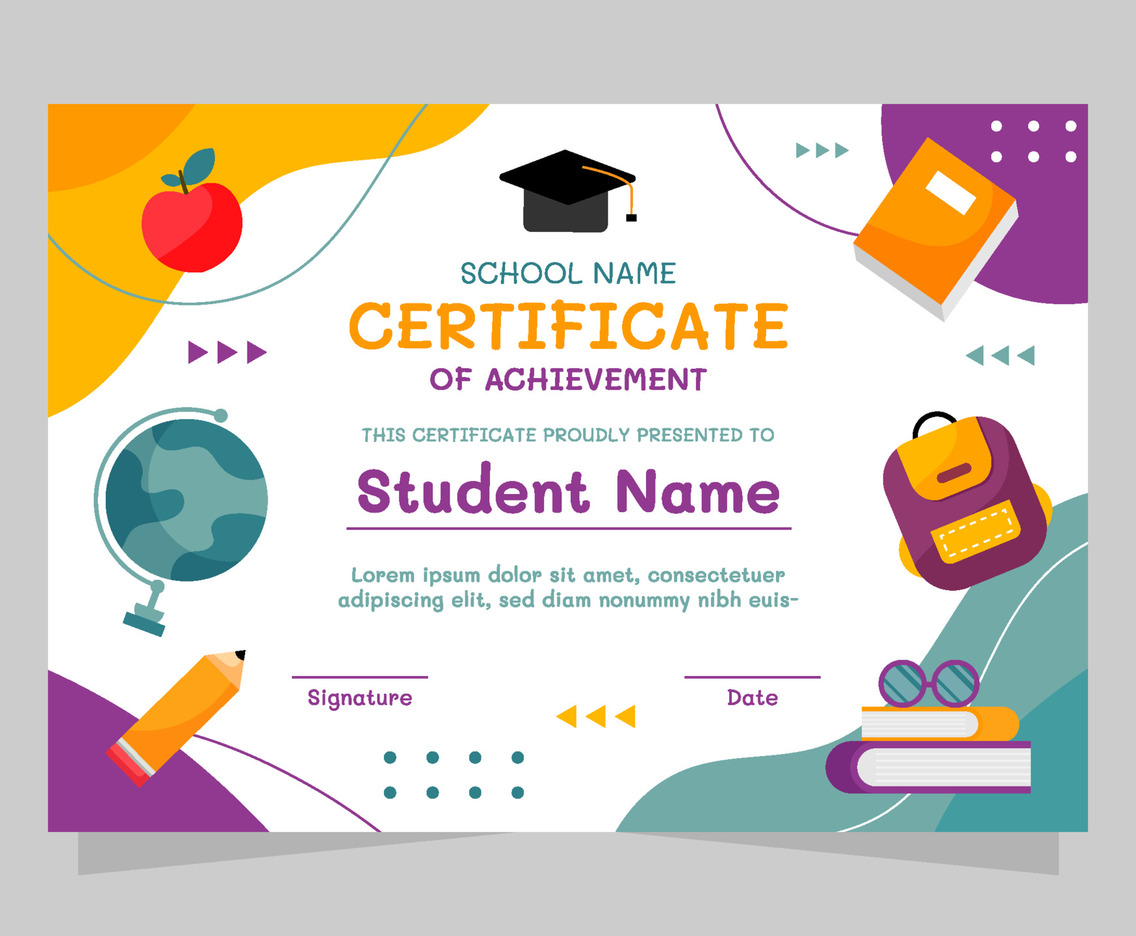 SCHOOL NAME
CERTIFICATE
OF ACHIEVEMENT
THIS CERTIFICATE PROUDLY PRESENTED TO
Student Name
Lorem ipsum dolor sit amet, consectetuer
adipiscing elit, sed diam nonummy nibh euis-
Signature
Date